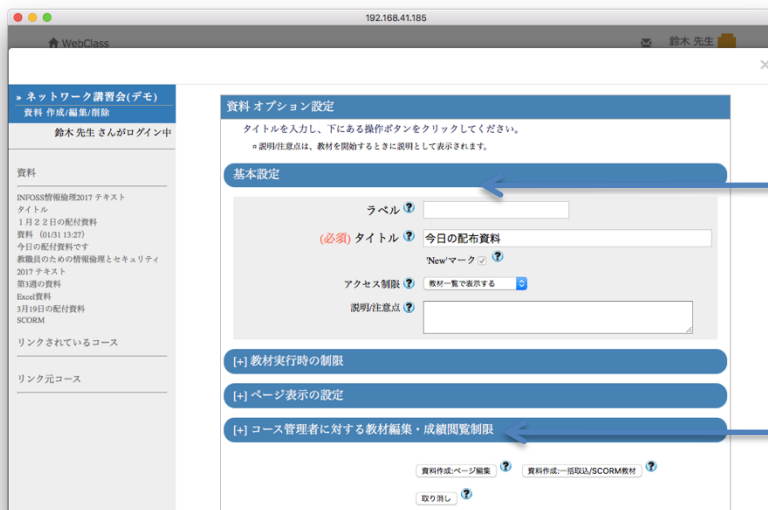 192.168.41.185
WebClass
鈴木 先生
» ネットワーク講習会(デモ)
資料 作成/編集/削除
鈴木 先生 さんがログイン中
資料
INFOSS情報倫理2017 テキスト
タイトル
1月22日の配付資料
資料 (01/31 13:27)
今日の配付資料です
教職員のための情報倫理とセキュリティ
2017 テキスト
第3週の資料
Excel資料
3月19日の配付資料
SCORM
リンクされているコース
リンク元コース
資料 オプション設定
タイトルを入力し、下にある操作ボタンをクリックしてください。
説明/注意点は、教材を開始するときに説明として表示されます。
基本設定
ラベル
(必須) タイトル 今日の配布資料
'New'マーク
アクセス制限 教材一覧で表示する
説明/注意点
[+] 教材実行時の制限
[+] ページ表示の設定
[+] コース管理者に対する教材編集・成績閲覧制限
資料作成:ページ編集 資料作成:一括取込/SCORM教材
取り消し